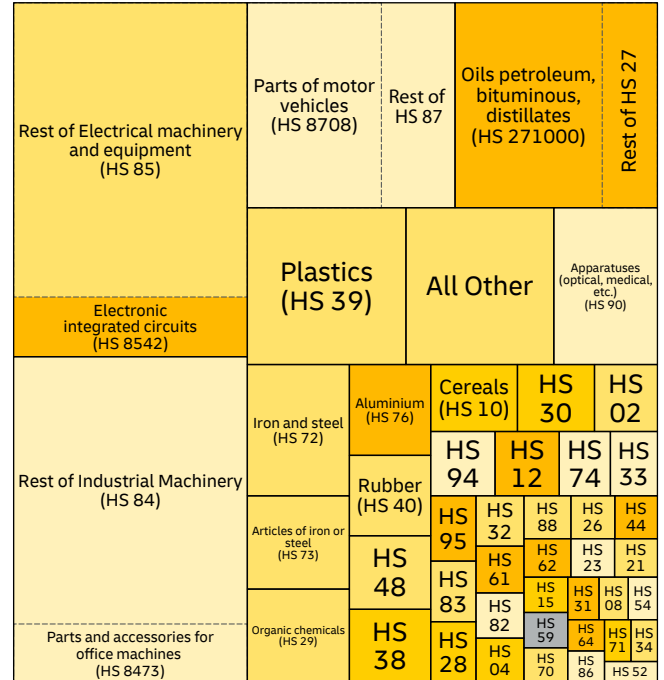 Rest of Electrical machinery
and equipment
(HS 85)
Electronic
integrated circuits
(HS 8542)
Rest of Industrial Machinery
(HS 84)
Parts and accessories for
office machines
(HS 8473)
Parts of motor
vehicles
(HS 8708)
Rest of
HS 87
Oils petroleum,
bituminous,
distillates
(HS 271000)
Rest of HS 27
Plastics
(HS 39)
All Other
Apparatuses
(optical, medical,
etc.)
(HS 90)
Iron and steel
(HS 72)
Articles of iron or
steel
(HS 73)
Organic chemicals
(HS 29)
Aluminium
(HS 76)
Rubber
(HS 40)
HS
48
HS
38
Cereals
(HS 10)
HS
30
HS
02
HS
94
HS
12
HS
74
HS
33
HS
95
HS
83
HS
28
HS
32
HS
61
HS
82
HS
04
HS
88
HS
26
HS
44
HS
62
HS
23
HS
21
HS
15
HS
31
HS
08
HS
54
HS
59
HS
64
HS
71
HS
34
HS
70
HS
86
HS 52